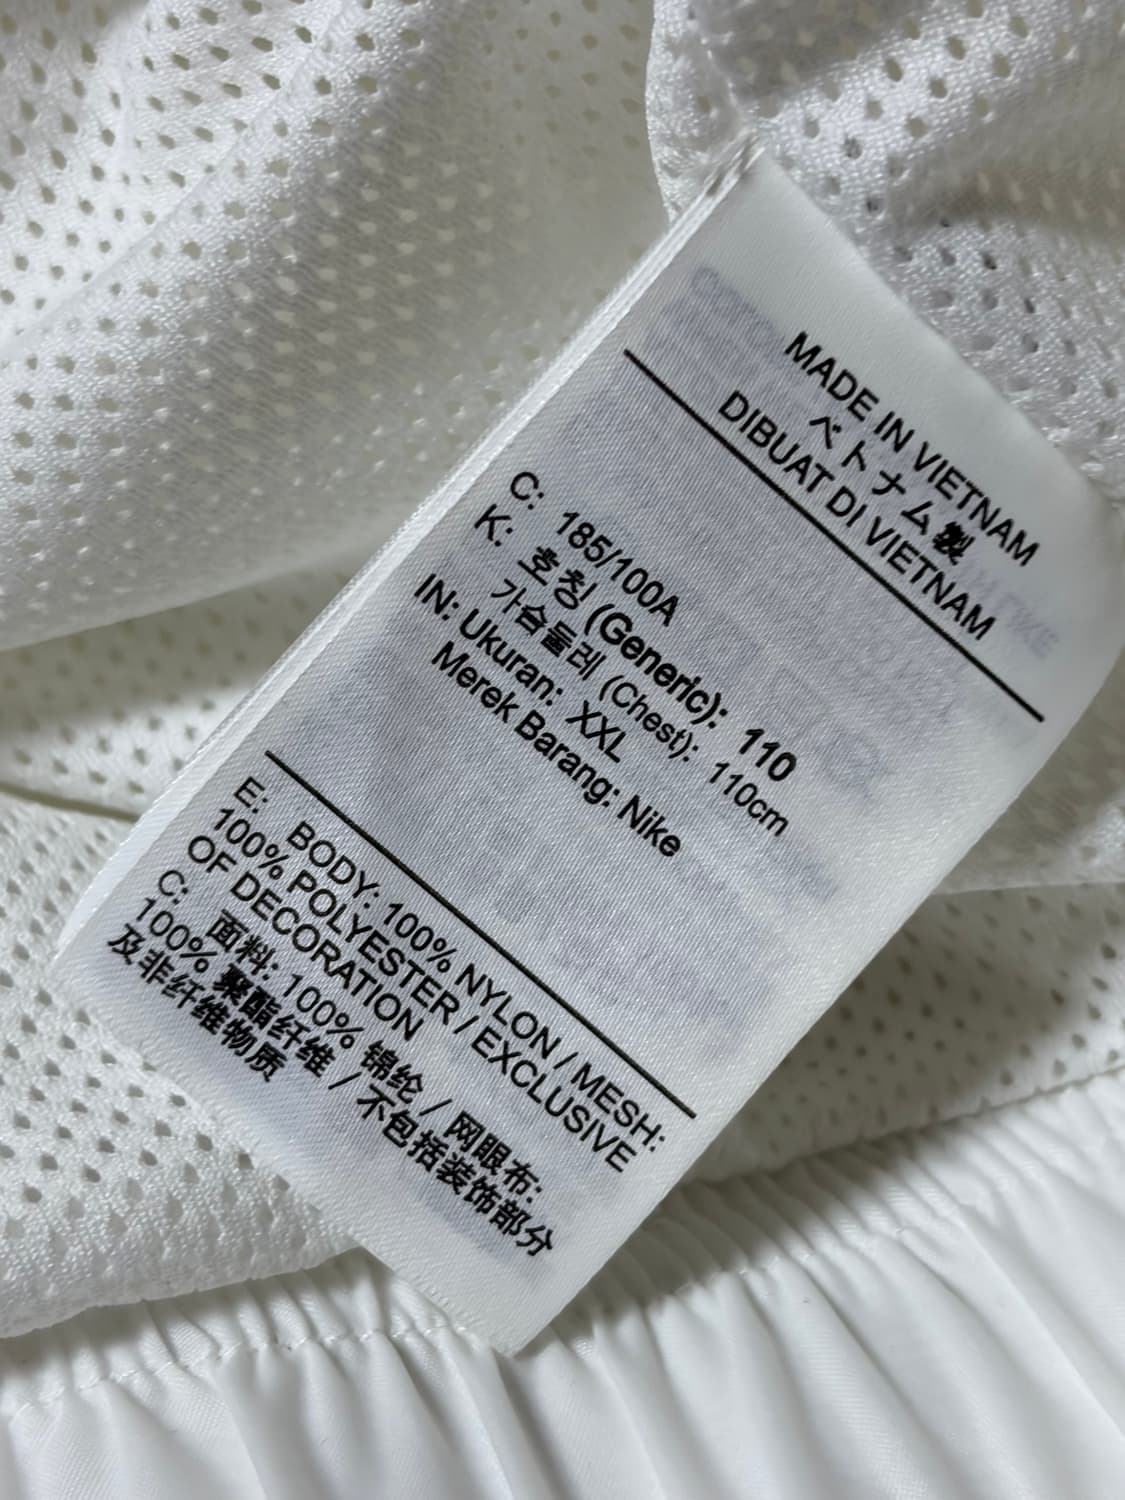 MADE IN VIETNAM
ベトナム製
DIBUAT DI VIETNAM
C: 185/100A
K: 호칭 (Generic): 110
가슴둘레 (Chest): 110cm
IN: Ukuran: XXL
Merek Barang: Nike
E: BODY: 100% NYLON / MESH:
100% POLYESTER / EXCLUSIVE
OF DECORATION
C: 面料: 100% 锦纶 / 网眼布:
100% 聚酯纤维 / 不包括装饰部分
及非纤维物质